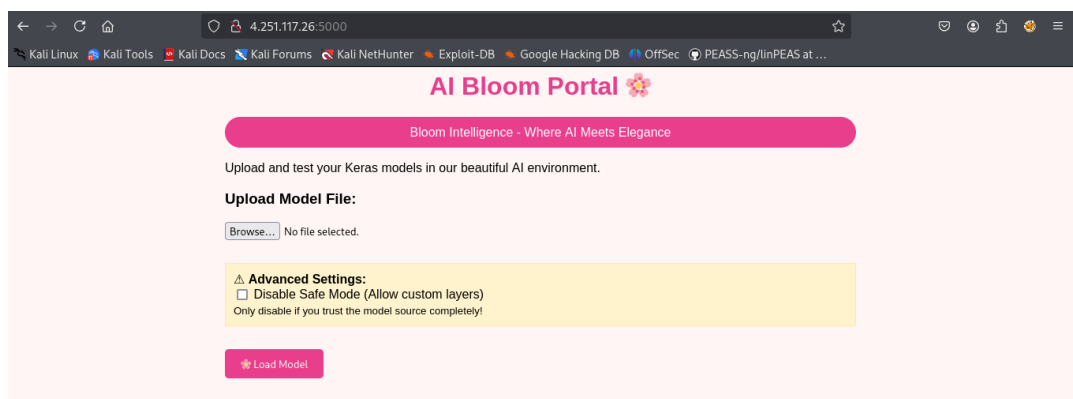 4.251.117.26:5000
Kali Linux Kali Tools Kali Docs Kali Forums Kali NetHunter Exploit-DB Google Hacking DB OffSec PEASS-ng/linPEAS at ...
AI Bloom Portal 🌸
Bloom Intelligence - Where AI Meets Elegance
Upload and test your Keras models in our beautiful AI environment.
Upload Model File:
Browse... No file selected.
⚠ Advanced Settings:
Disable Safe Mode (Allow custom layers)
Only disable if you trust the model source completely!
🌸 Load Model